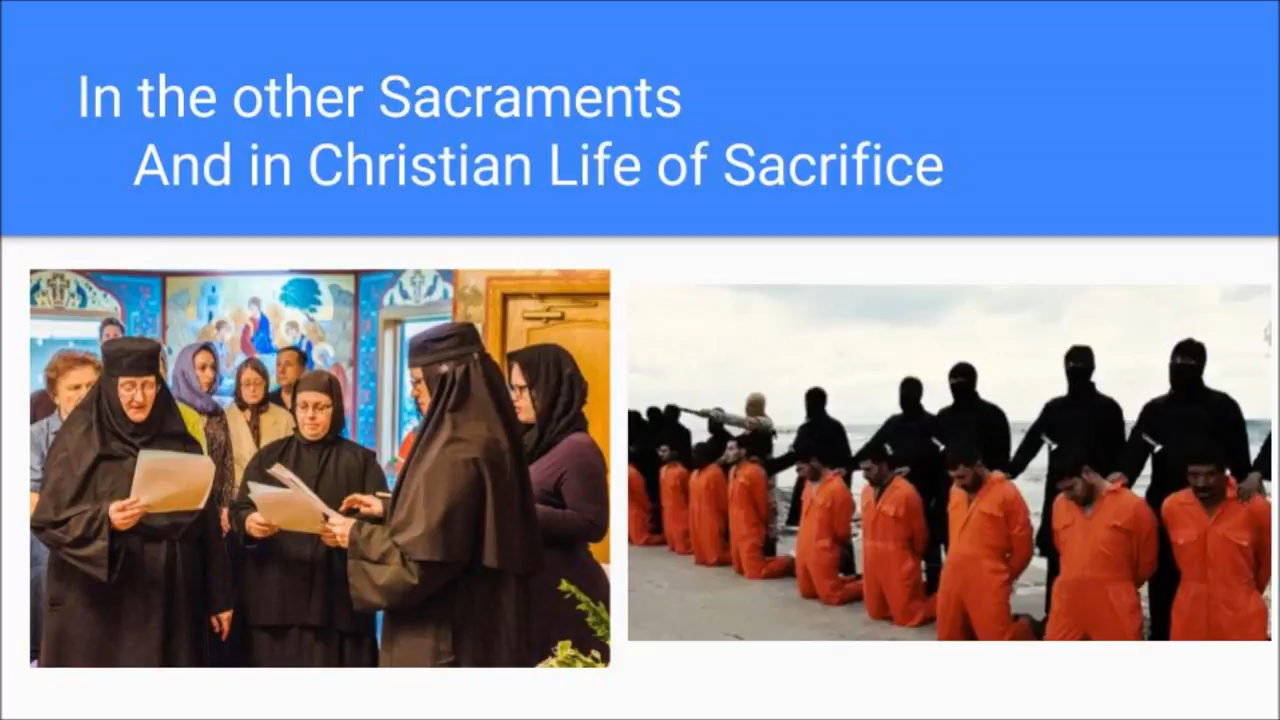 In the other Sacraments
And in Christian Life of Sacrifice